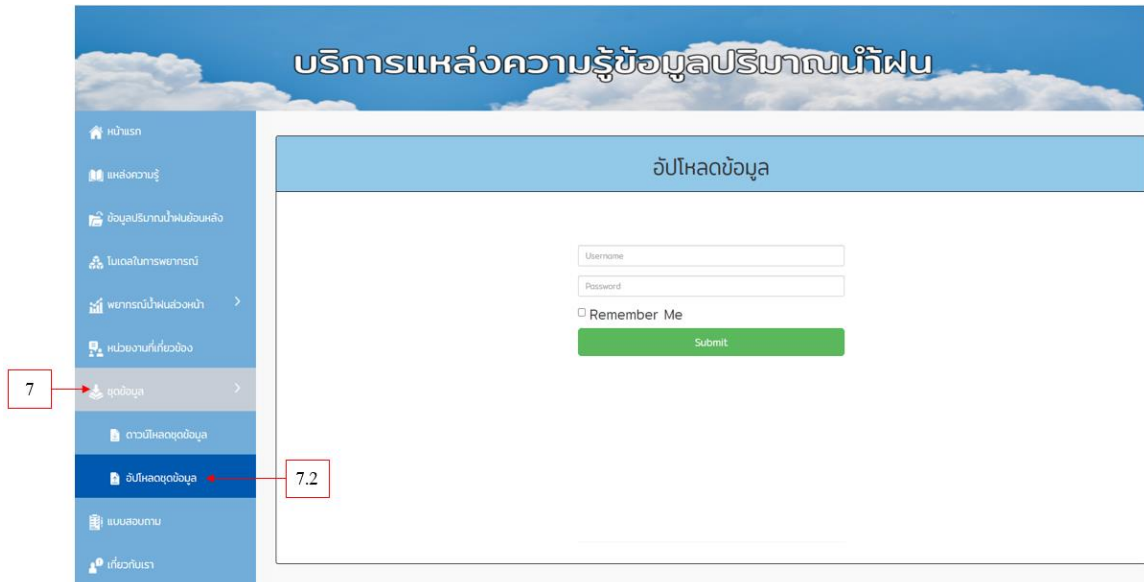 บริการแหล่งความรู้ข้อมูลปริมาณน้ำฝน
หน้าแรก
แหล่งความรู้
ข้อมูลปริมาณน้ำฝนย้อนหลัง
โมเดลในการพยากรณ์
พยากรณ์น้ำฝนล่วงหน้า
หน่วยงานที่เกี่ยวข้อง
7
ชุดข้อมูล
ดาวน์โหลดชุดข้อมูล
อัปโหลดชุดข้อมูล
7.2
แบบสอบถาม
เกี่ยวกับเรา
อัปโหลดข้อมูล
Username
Password
Remember Me
Submit